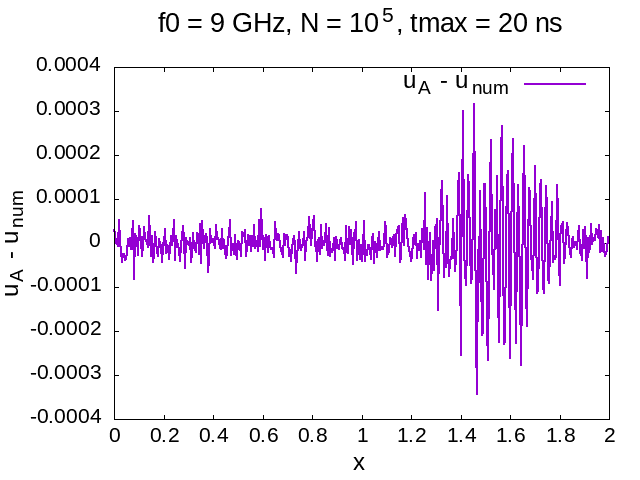 f0 = 9 GHz, N = 10^5, tmax = 20 ns
u_A - u_num
0.0004
0.0003
0.0002
0.0001
0
-0.0001
-0.0002
-0.0003
-0.0004
u_A - u_num
0 0.2 0.4 0.6 0.8 1 1.2 1.4 1.6 1.8 2
x